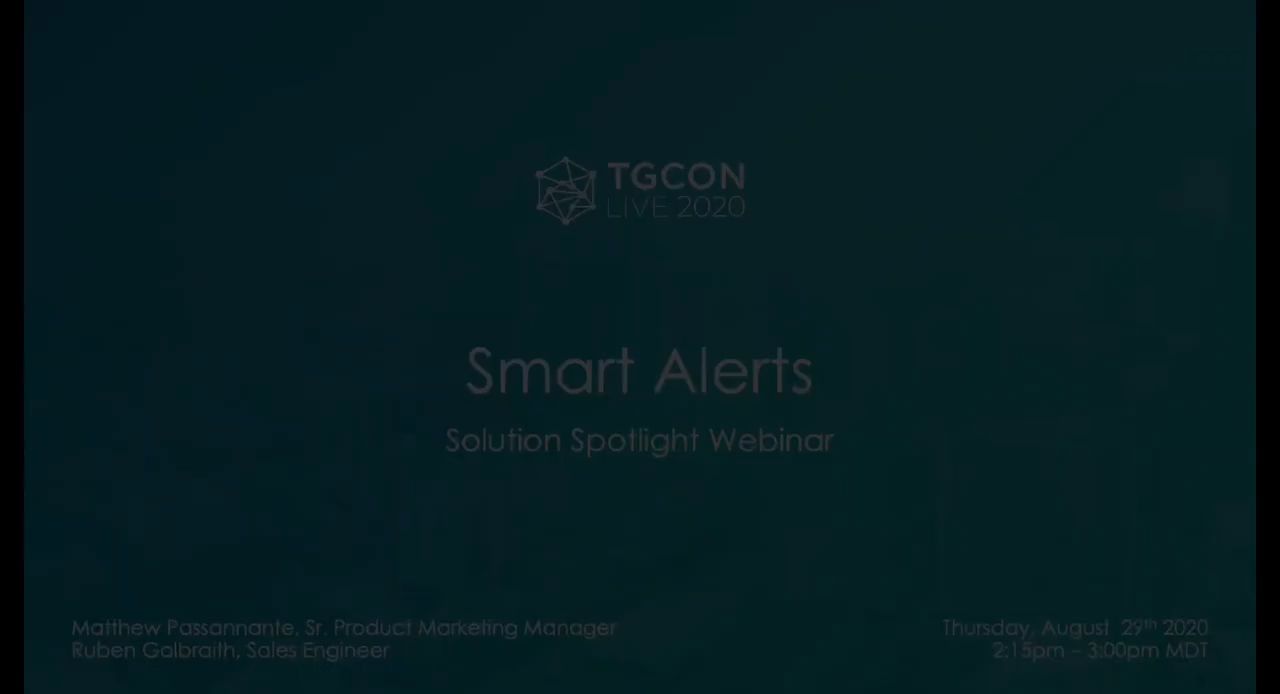 TGCON
LIVE 2020
Smart Alerts
Solution Spotlight Webinar
Matthew Passannante, Sr. Product Marketing Manager
Ruben Galbraith, Sales Engineer
Thursday, August 29th 2020
2:15pm – 3:00pm MDT